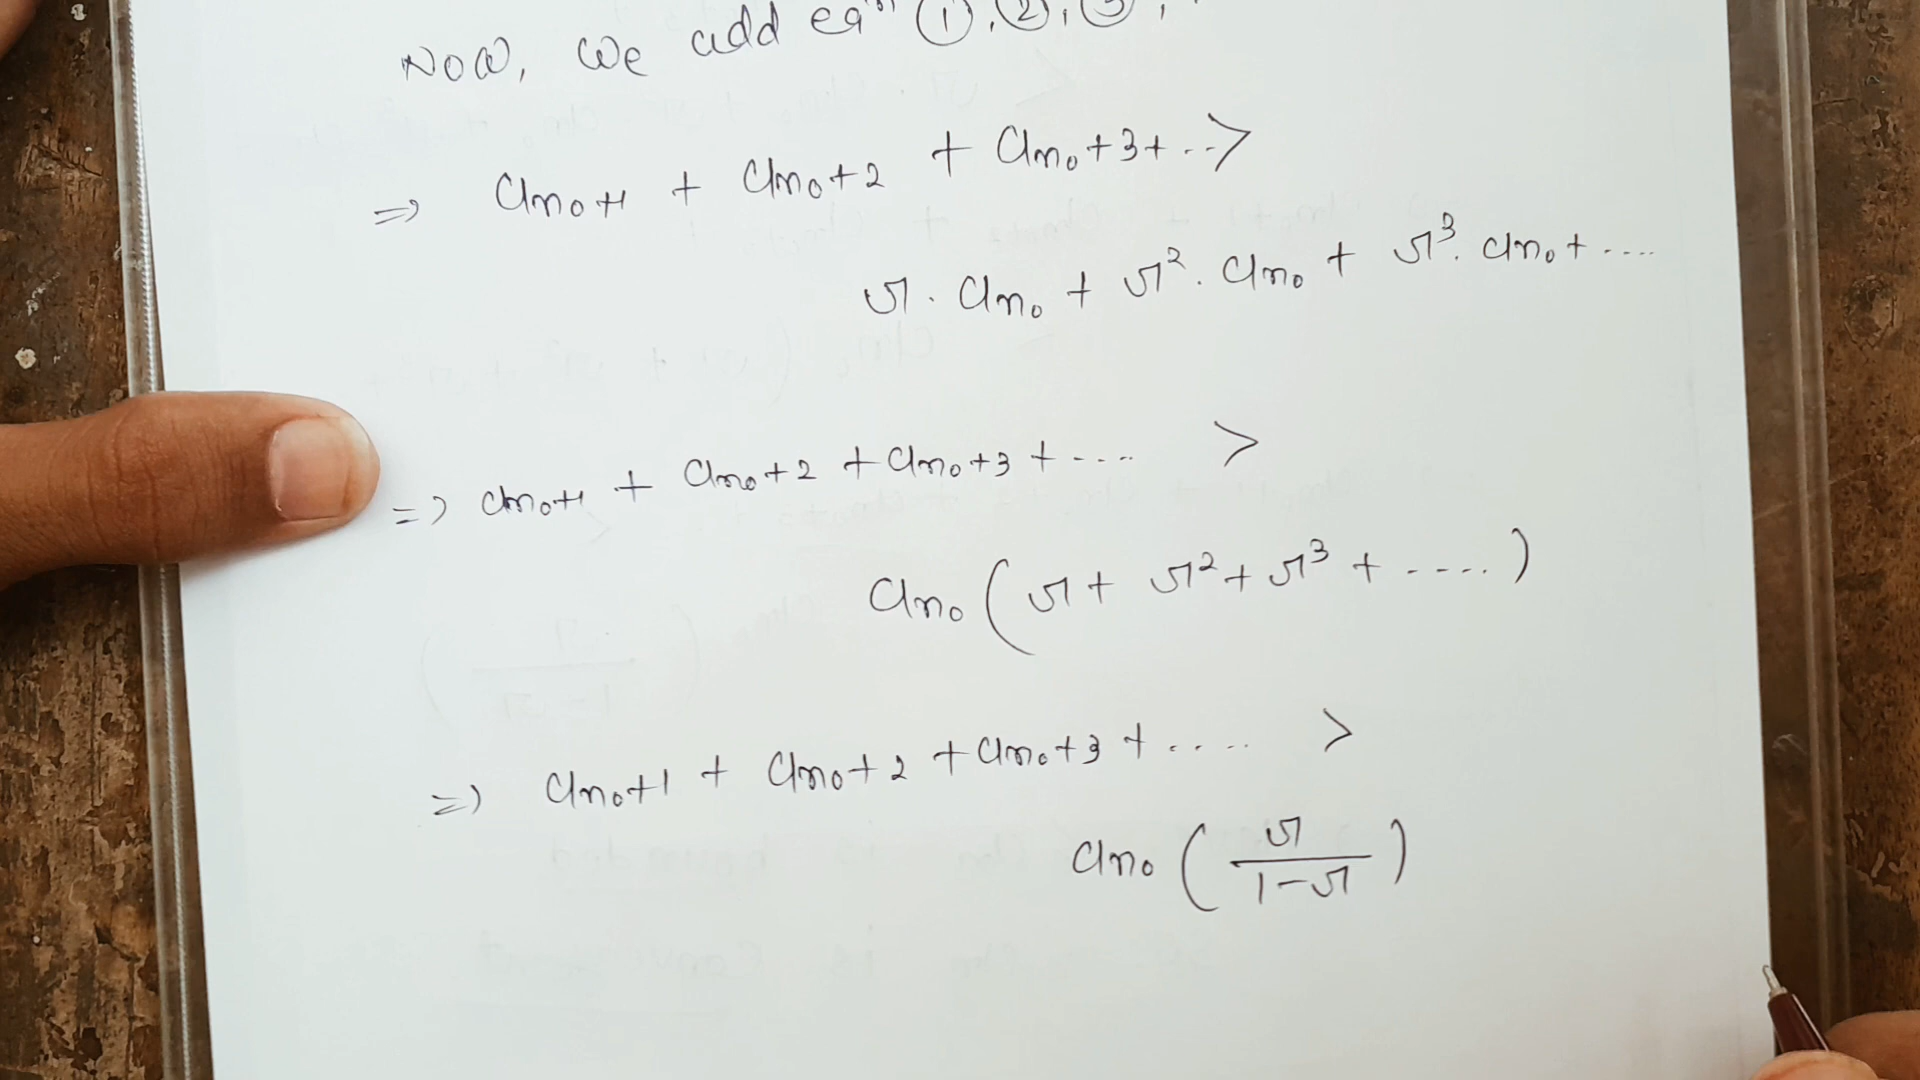 Now, We add eqⁿ ①, ②, ③,
⇒ a_{n₀+1} + a_{n₀+2} + a_{n₀+3} + ... >
r · a_{n₀} + r² · a_{n₀} + r³ · a_{n₀} + ....
⇒ a_{n₀+1} + a_{n₀+2} + a_{n₀+3} + .... >
a_{n₀} (r + r² + r³ + ....)
⇒ a_{n₀+1} + a_{n₀+2} + a_{n₀+3} + ..... >
a_{n₀} (r / 1-r)